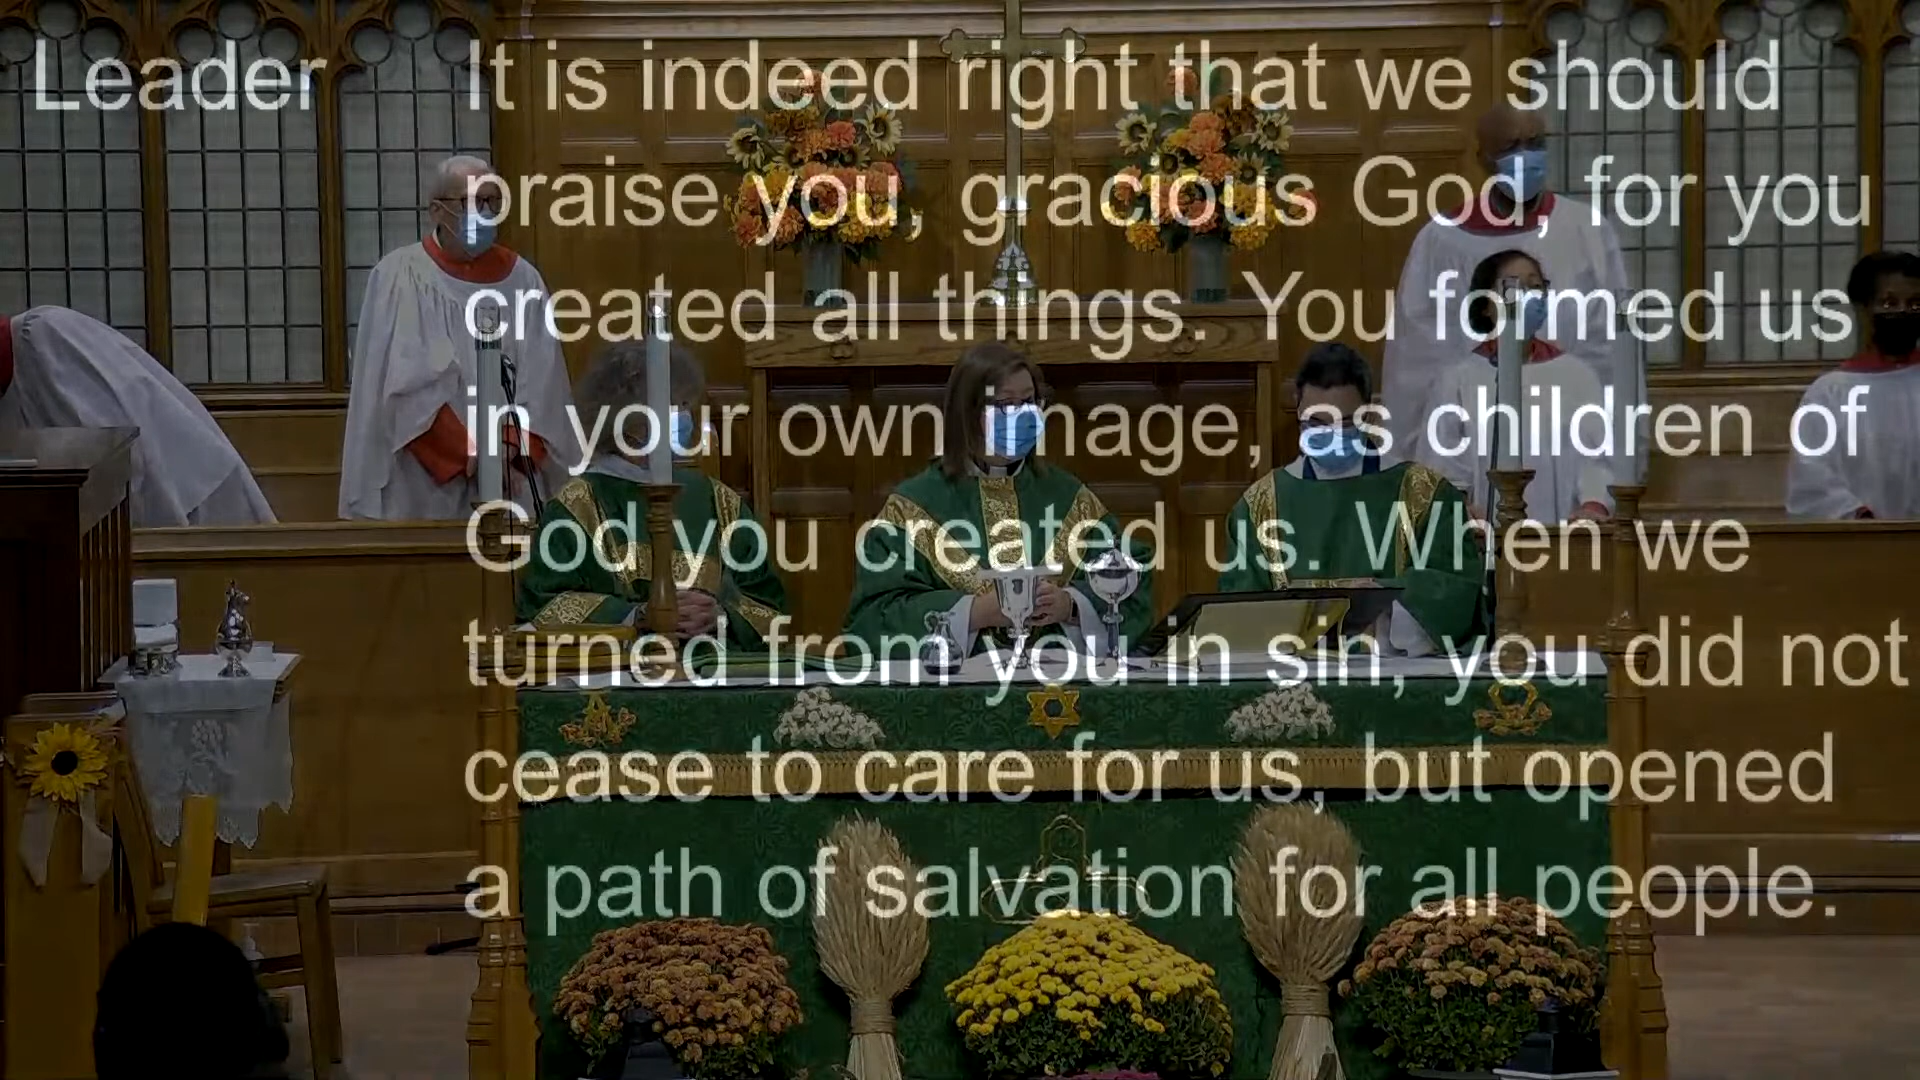 Leader It is indeed right that we should
praise you, gracious God, for you
created all things. You formed us
in your own image, as children of
God you created us. When we
turned from you in sin, you did not
cease to care for us, but opened
a path of salvation for all people.